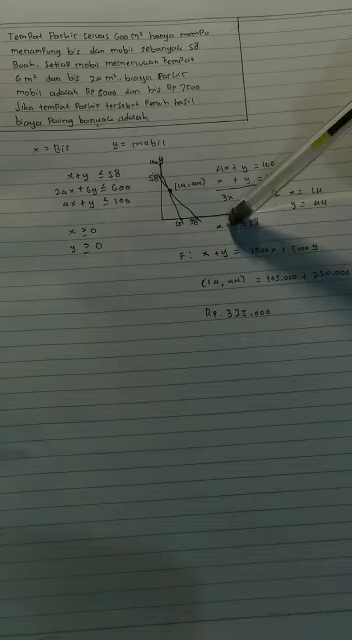 Tempat Parkir seluas 600 m² hanya mampu
menampung bis dan mobil sebanyak 58
Buah, setiap mobil memerlukan tempat
6 m² dan bis 24 m², biaya Parkir
mobil adalah Rp 5000 dan bis Rp 7500
Jika tempat Parkir tersebut Penuh hasil
biaya Paling banyak adalah
x = Bis y = mobil
x + y ≤ 58
24x + 6y ≤ 600
4x + y ≤ 100
x ≥ 0
y ≥ 0
y
58
(14, 44)
58
4x + y = 100
x + y =
3x
x = 14
y = 44
F: x + y = 7500 x + 5000 y
(14, 44) = 105.000 + 220.000
Rp. 325.000